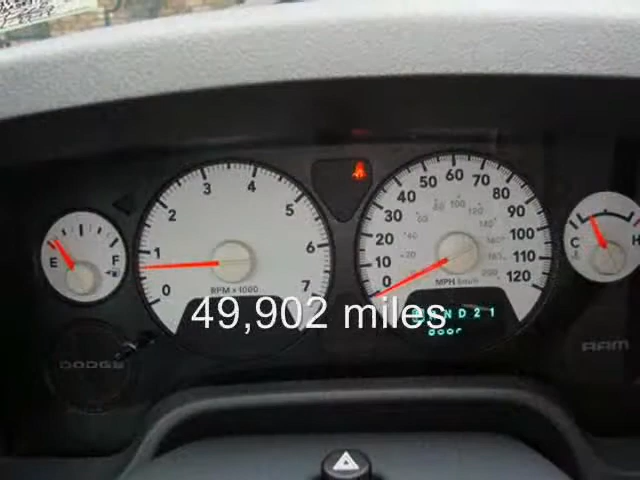 0 1 2 3 4 5 6 7
RPM x 1000
0 10 20 30 40 50 60 70 80 90 100 110 120
MPH km/h
E F
C H
49,902 miles
P R N D 2 1
door
DODGE
RAM